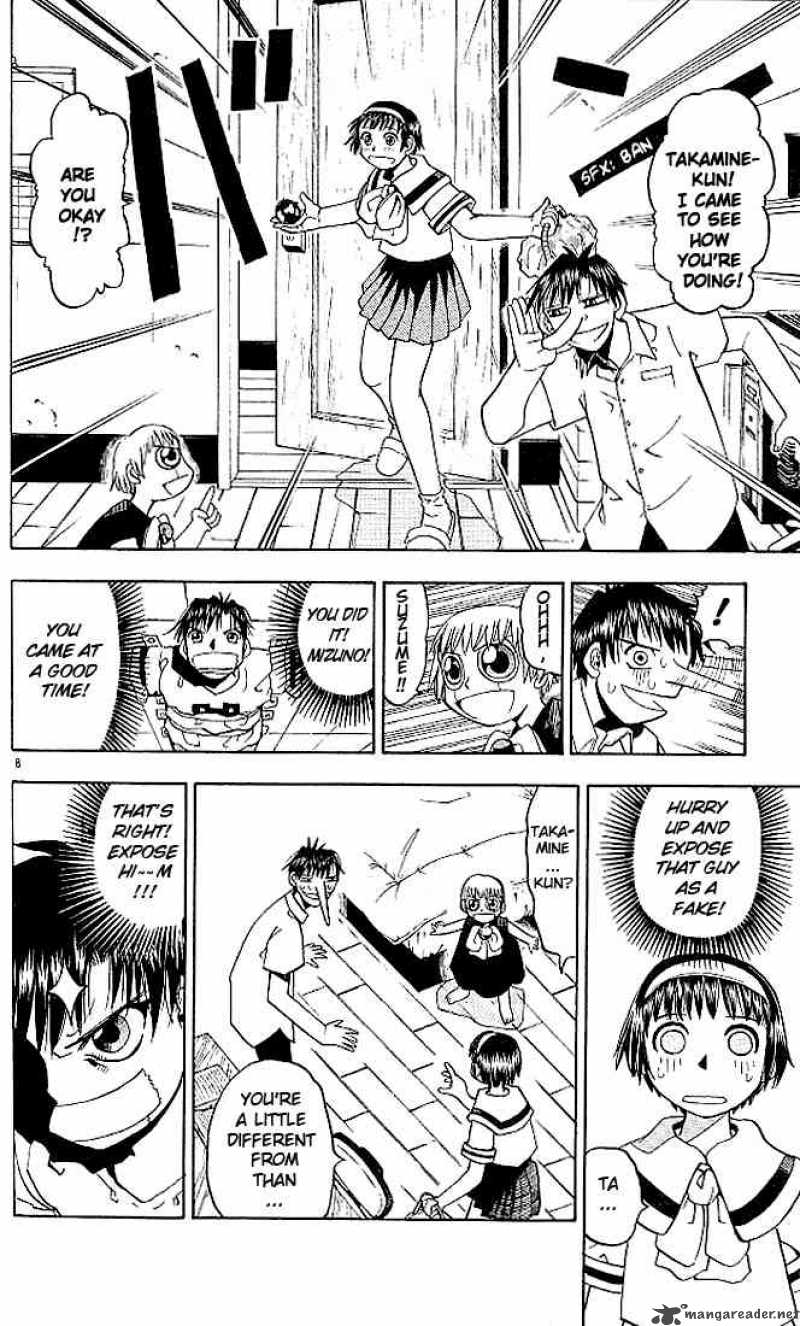 TAKAMINE-
KUN!
I CAME
TO SEE
HOW
YOU'RE
DOING!
SFX: BAN
バ"
ARE
YOU
OKAY
!?
!
OHH,
SUZUME!!
YOU DID
IT!
MIZUNO!
YOU
CAME AT
A GOOD
TIME!
8
HURRY
UP AND
EXPOSE
THAT GUY
AS A
FAKE!
TA
...
TAKA-
MINE
...
KUN?
YOU'RE
A LITTLE
DIFFERENT
FROM
THAN
...
THAT'S
RIGHT!
EXPOSE
HI~~M
!!!
mangareader.net